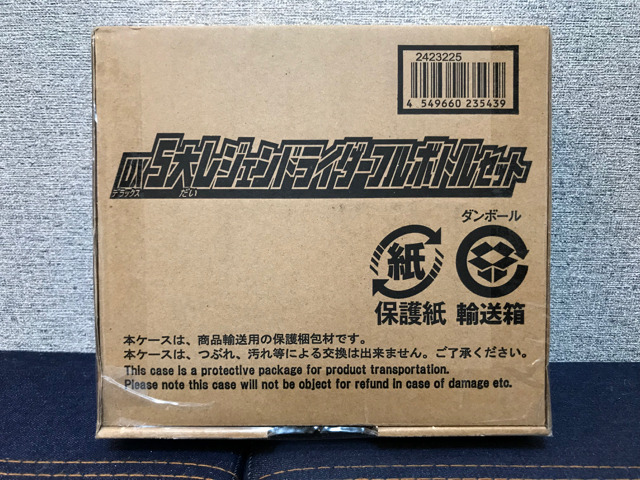 2423225
4 549660 235439
DX5大レジェンドライダーフルボトルセット
デラックス だい
ダンボール
紙
保護紙 輸送箱
本ケースは、商品輸送用の保護梱包材です。
本ケースは、つぶれ、汚れ等による交換は出来ません。ご了承ください。
This case is a protective package for product transportation.
Please note this case will not be object for refund in case of damage etc.